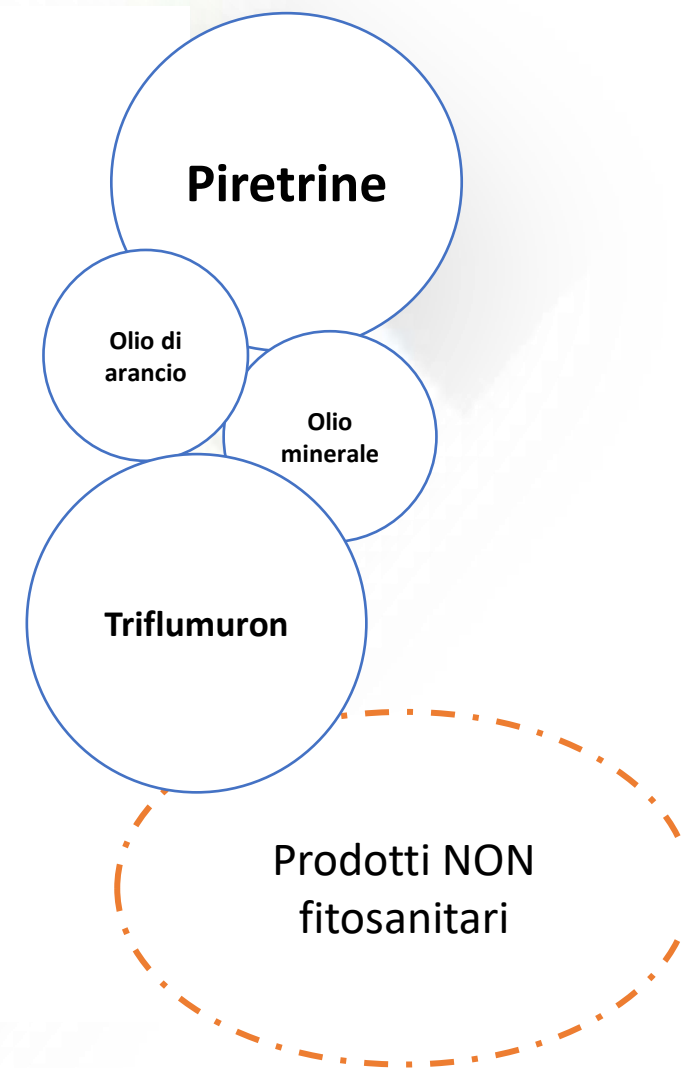 Piretrine
Olio di
arancio
Olio
minerale
Triflumuron
Prodotti NON
fitosanitari